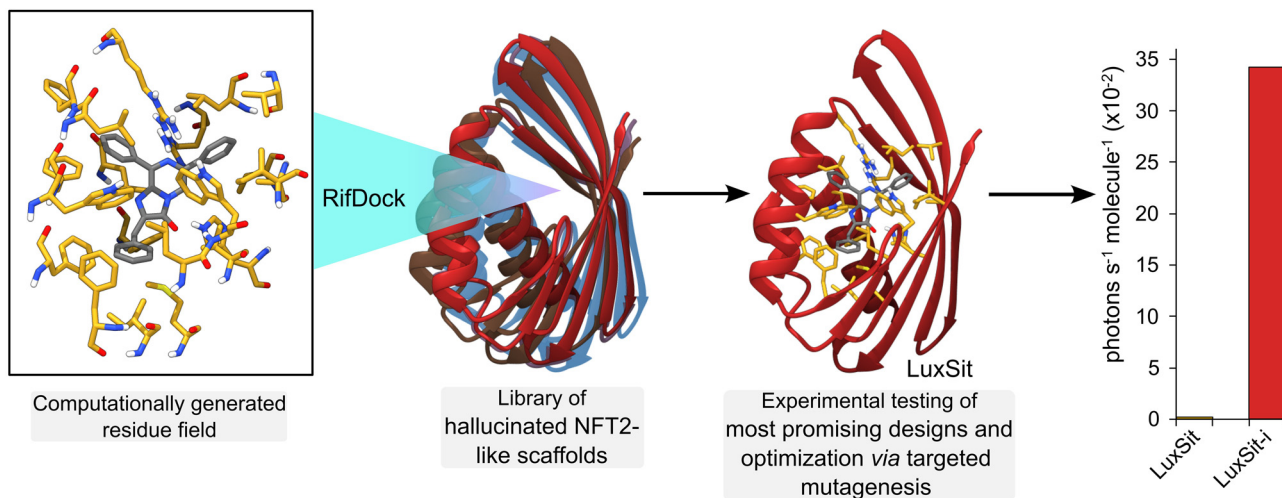 Computationally generated
residue field
RifDock
Library of
hallucinated NFT2-
like scaffolds
LuxSit
Experimental testing of
most promising designs and
optimization via targeted
mutagenesis
photons s⁻¹ molecule⁻¹ (x10⁻²)
35
30
25
20
15
10
5
0
LuxSit
LuxSit-i